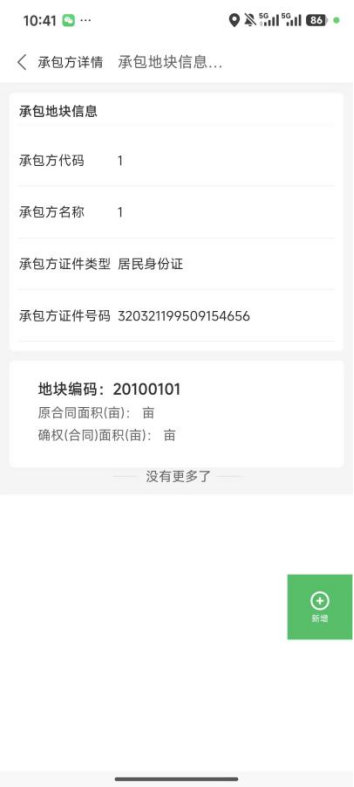 10:41 ...
5G 5G 86
承包方详情 承包地块信息...
承包地块信息
承包方代码 1
承包方名称 1
承包方证件类型 居民身份证
承包方证件号码 320321199509154656
地块编码：20100101
原合同面积(亩)： 亩
确权(合同)面积(亩)： 亩
没有更多了
新增